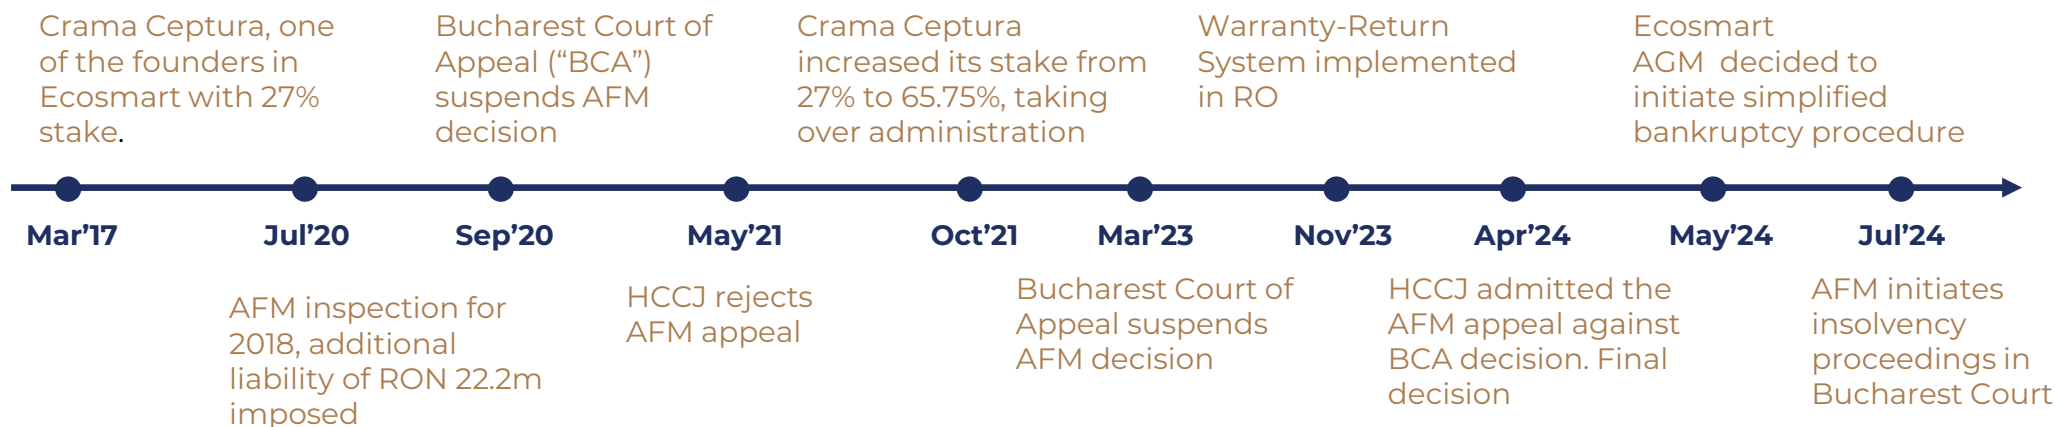 Crama Ceptura, one
of the founders in
Ecosmart with 27%
stake.
Bucharest Court of
Appeal (“BCA”)
suspends AFM
decision
Crama Ceptura
increased its stake from
27% to 65.75%, taking
over administration
Warranty-Return
System implemented
in RO
Ecosmart
AGM  decided to
initiate simplified
bankruptcy procedure
Mar’17
Jul’20
Sep’20
May’21
Oct’21
Mar’23
Nov’23
Apr’24
May’24
Jul’24
AFM inspection for
2018, additional
liability of RON 22.2m
imposed
HCCJ rejects
AFM appeal
Bucharest Court of
Appeal suspends
AFM decision
HCCJ admitted the
AFM appeal against
BCA decision. Final
decision
AFM initiates
insolvency
proceedings in
Bucharest Court